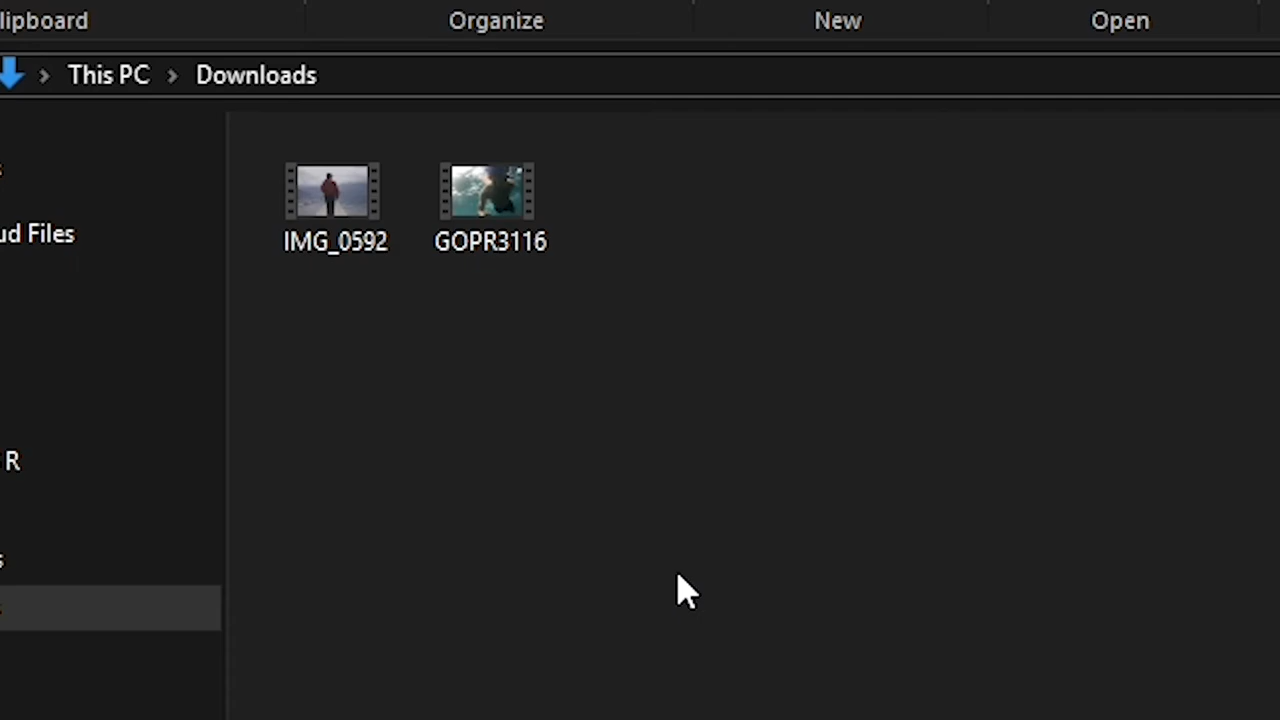 lipboard Organize New Open
This PC > Downloads
ud Files
IMG_0592 GOPR3116
R